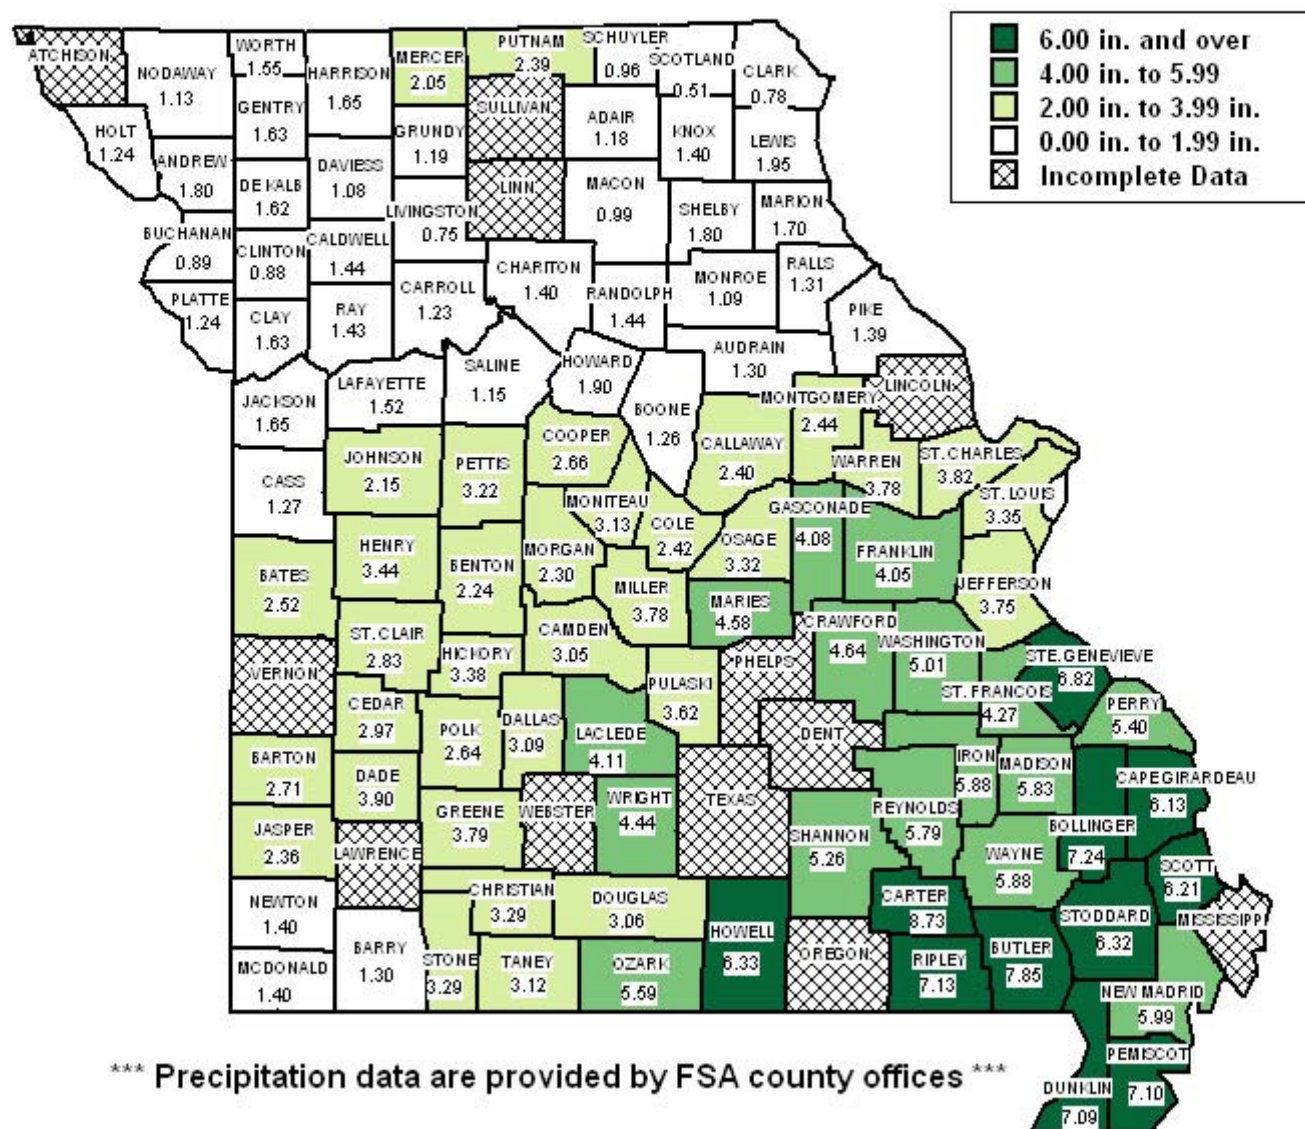 6.00 in. and over
4.00 in. to 5.99
2.00 in. to 3.99 in.
0.00 in. to 1.99 in.
Incomplete Data
ATCHISON
NODAWAY
1.13
WORTH
1.55
HARRISON
1.65
MERCER
2.05
PUTNAM
2.39
SCHUYLER
0.96
SCOTLAND
0.51
CLARK
0.78
HOLT
1.24
GENTRY
1.63
GRUNDY
1.19
SULLIVAN
ADAIR
1.18
KNOX
1.40
LEWIS
1.95
ANDREW
1.80
DE KALB
1.62
DAVIESS
1.08
LIVINGSTON
0.75
LINN
MACON
0.99
SHELBY
1.80
MARION
1.70
BUCHANAN
0.89
CLINTON
0.88
CALDWELL
1.44
CHARITON
1.40
RANDOLPH
1.44
MONROE
1.09
RALLS
1.31
PLATTE
1.24
CLAY
1.63
RAY
1.43
CARROLL
1.23
PIKE
1.39
JACKSON
1.65
LAFAYETTE
1.52
SALINE
1.15
HOWARD
1.90
BOONE
1.26
AUDRAIN
1.30
MONTGOMERY
2.44
LINCOLN
CASS
1.27
JOHNSON
2.15
PETTIS
3.22
COOPER
2.66
MONITEAU
3.13
COLE
2.42
CALLAWAY
2.40
WARREN
3.78
ST. CHARLES
3.82
ST. LOUIS
3.35
BATES
2.52
HENRY
3.44
BENTON
2.24
MORGAN
2.30
MILLER
3.78
OSAGE
3.32
GASCONADE
4.08
FRANKLIN
4.05
JEFFERSON
3.75
VERNON
ST. CLAIR
2.83
HICKORY
3.38
CAMDEN
3.05
MARIES
4.58
PHELPS
CRAWFORD
4.64
WASHINGTON
5.01
STE. GENEVIEVE
6.82
ST. FRANCOIS
4.27
PERRY
5.40
CEDAR
2.97
POLK
2.64
DALLAS
3.09
LACLEDE
4.11
PULASKI
3.62
DENT
IRON
5.88
MADISON
5.83
CAPE GIRARDEAU
6.13
BARTON
2.71
DADE
3.90
GREENE
3.79
WEBSTER
WRIGHT
4.44
TEXAS
SHANNON
5.26
REYNOLDS
5.79
BOLLINGER
7.24
JASPER
2.36
LAWRENCE
WAYNE
5.88
SCOTT
6.21
NEWTON
1.40
CHRISTIAN
3.29
DOUGLAS
3.06
HOWELL
6.33
CARTER
8.73
STODDARD
6.32
MISSISSIPPI
MCDONALD
1.40
BARRY
1.30
STONE
3.29
TANEY
3.12
OZARK
5.59
OREGON
RIPLEY
7.13
BUTLER
7.85
NEW MADRID
5.99
PEMISCOT
7.10
DUNKLIN
7.09
*** Precipitation data are provided by FSA county offices ***